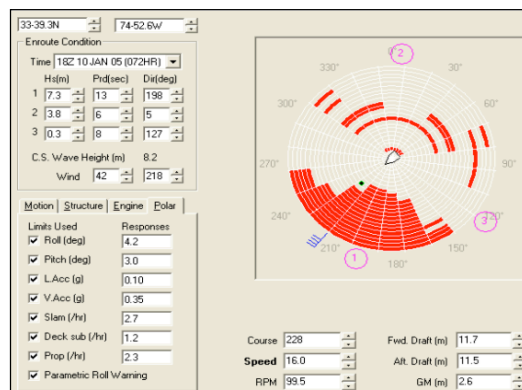 33-39.3N 74-52.6W
Enroute Condition
Time 18Z 10 JAN 05 (072HR)
Hs(m) Prd(sec) Dir(deg)
1 7.3 13 198
2 3.8 6 5
3 0.3 8 127
C.S. Wave Height (m) 8.2
Wind 42 218
Motion Structure Engine Polar
Limits Used Responses
Roll (deg) 4.2
Pitch (deg) 3.0
L.Acc (g) 0.10
V.Acc (g) 0.35
Slam (/hr) 2.7
Deck sub (/hr) 1.2
Prop (/hr) 2.3
Parametric Roll Warning
0°
2
330°
30°
300°
60°
270°
90°
240°
120°
3
210°
1
180°
150°
Course 228 Fwd. Draft (m) 11.7
Speed 16.0 Aft. Draft (m) 11.5
RPM 99.5 GM (m) 2.6